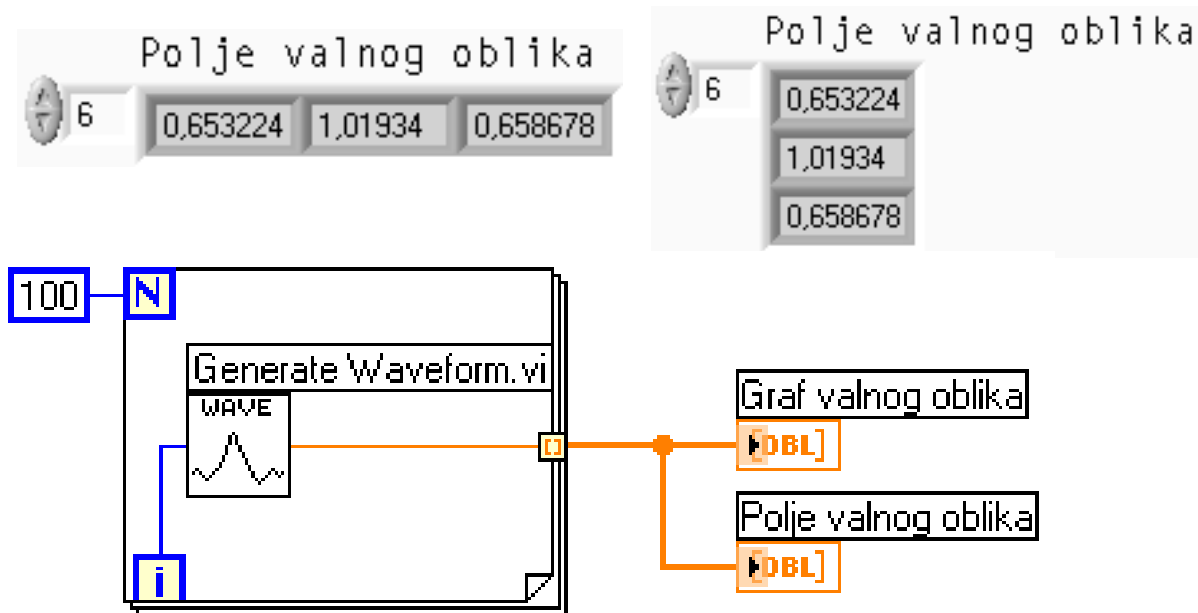 Polje valnog oblika
6
0,653224 1,01934 0,658678
Polje valnog oblika
6
0,653224
1,01934
0,658678
100 N
Generate Waveform.vi
WAVE
i
Graf valnog oblika
[DBL]
Polje valnog oblika
[DBL]